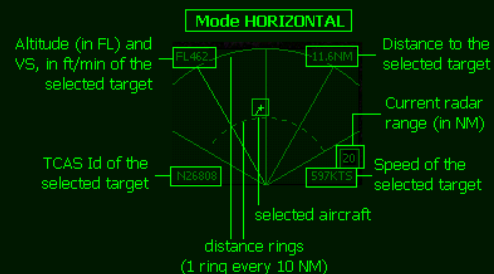 Mode HORIZONTAL
Altitude (in FL) and
VS, in ft/min of the
selected target
FL462
11.6NM
Distance to the
selected target
Current radar
range (in NM)
20
TCAS Id of the
selected target
N26808
597KTS
Speed of the
selected target
selected aircraft
distance rings
(1 ring every 10 NM)